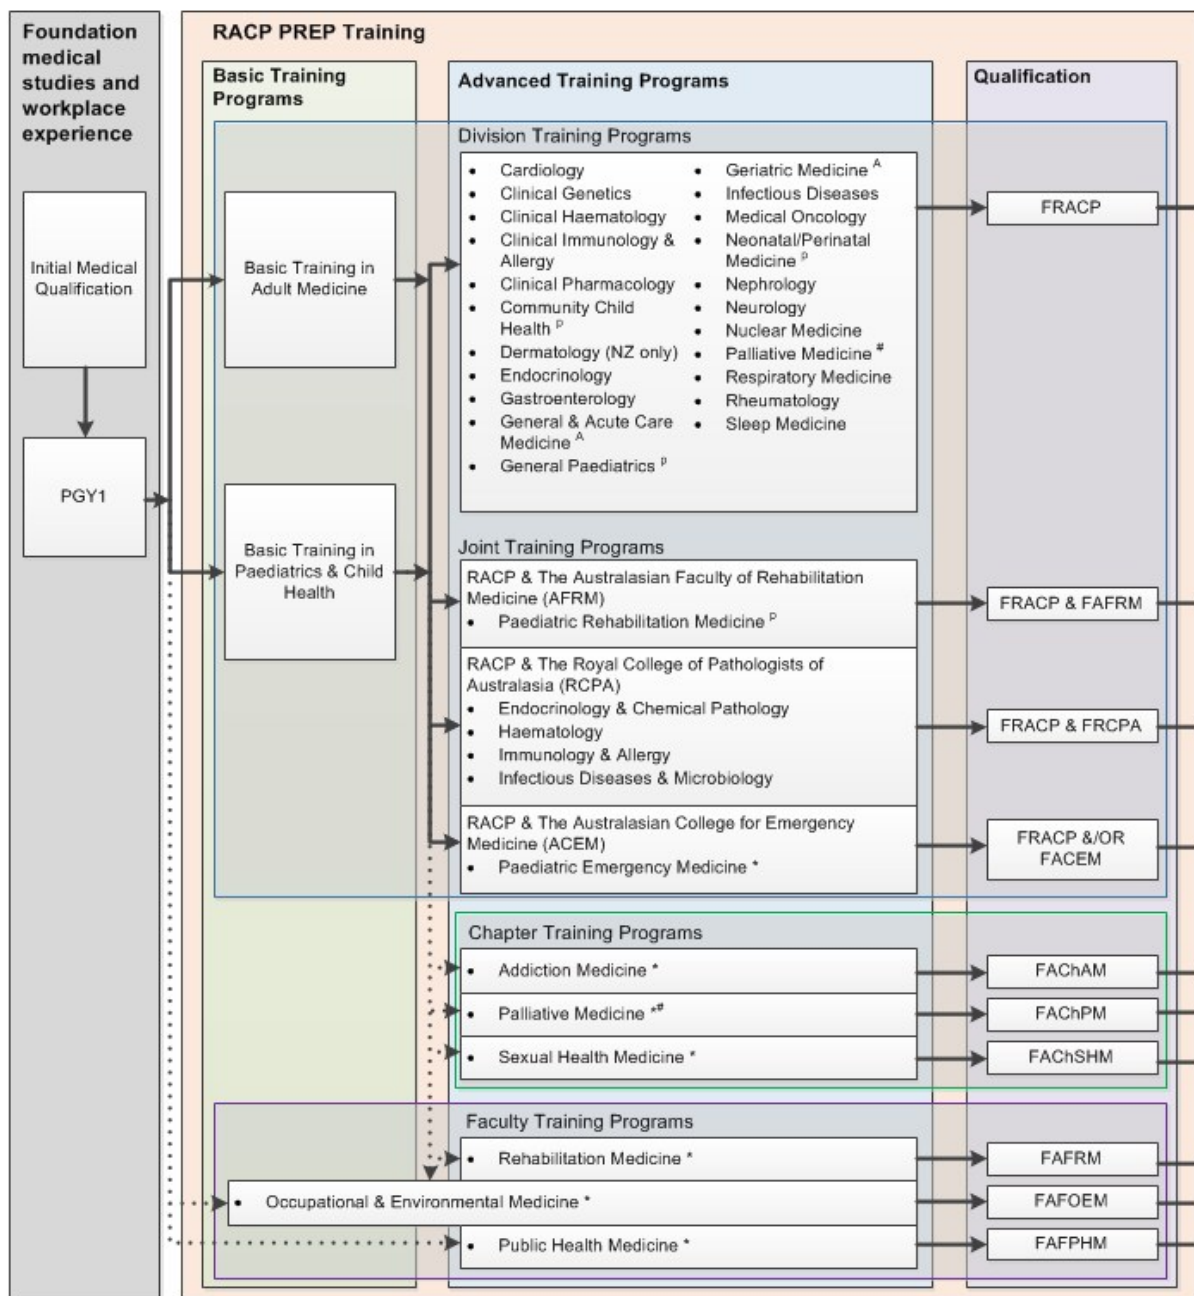 Foundation
medical
studies and
workplace
experience
Initial Medical
Qualification
PGY1
RACP PREP Training
Basic Training
Programs
Basic Training in
Adult Medicine
Basic Training in
Paediatrics & Child
Health
Advanced Training Programs
Division Training Programs
• Cardiology
• Clinical Genetics
• Clinical Haematology
• Clinical Immunology &
Allergy
• Clinical Pharmacology
• Community Child
Health P
• Dermatology (NZ only)
• Endocrinology
• Gastroenterology
• General & Acute Care
Medicine A
• General Paediatrics P
• Geriatric Medicine A
• Infectious Diseases
• Medical Oncology
• Neonatal/Perinatal
Medicine P
• Nephrology
• Neurology
• Nuclear Medicine
• Palliative Medicine #
• Respiratory Medicine
• Rheumatology
• Sleep Medicine
Joint Training Programs
RACP & The Australasian Faculty of Rehabilitation
Medicine (AFRM)
• Paediatric Rehabilitation Medicine P
RACP & The Royal College of Pathologists of
Australasia (RCPA)
• Endocrinology & Chemical Pathology
• Haematology
• Immunology & Allergy
• Infectious Diseases & Microbiology
RACP & The Australasian College for Emergency
Medicine (ACEM)
• Paediatric Emergency Medicine *
Chapter Training Programs
• Addiction Medicine *
• Palliative Medicine *#
• Sexual Health Medicine *
Faculty Training Programs
• Rehabilitation Medicine *
• Occupational & Environmental Medicine *
• Public Health Medicine *
Qualification
FRACP
FRACP & FAFRM
FRACP & FRCPA
FRACP &/OR
FACEM
FAChAM
FAChPM
FAChSHM
FAFRM
FAFOEM
FAFPHM